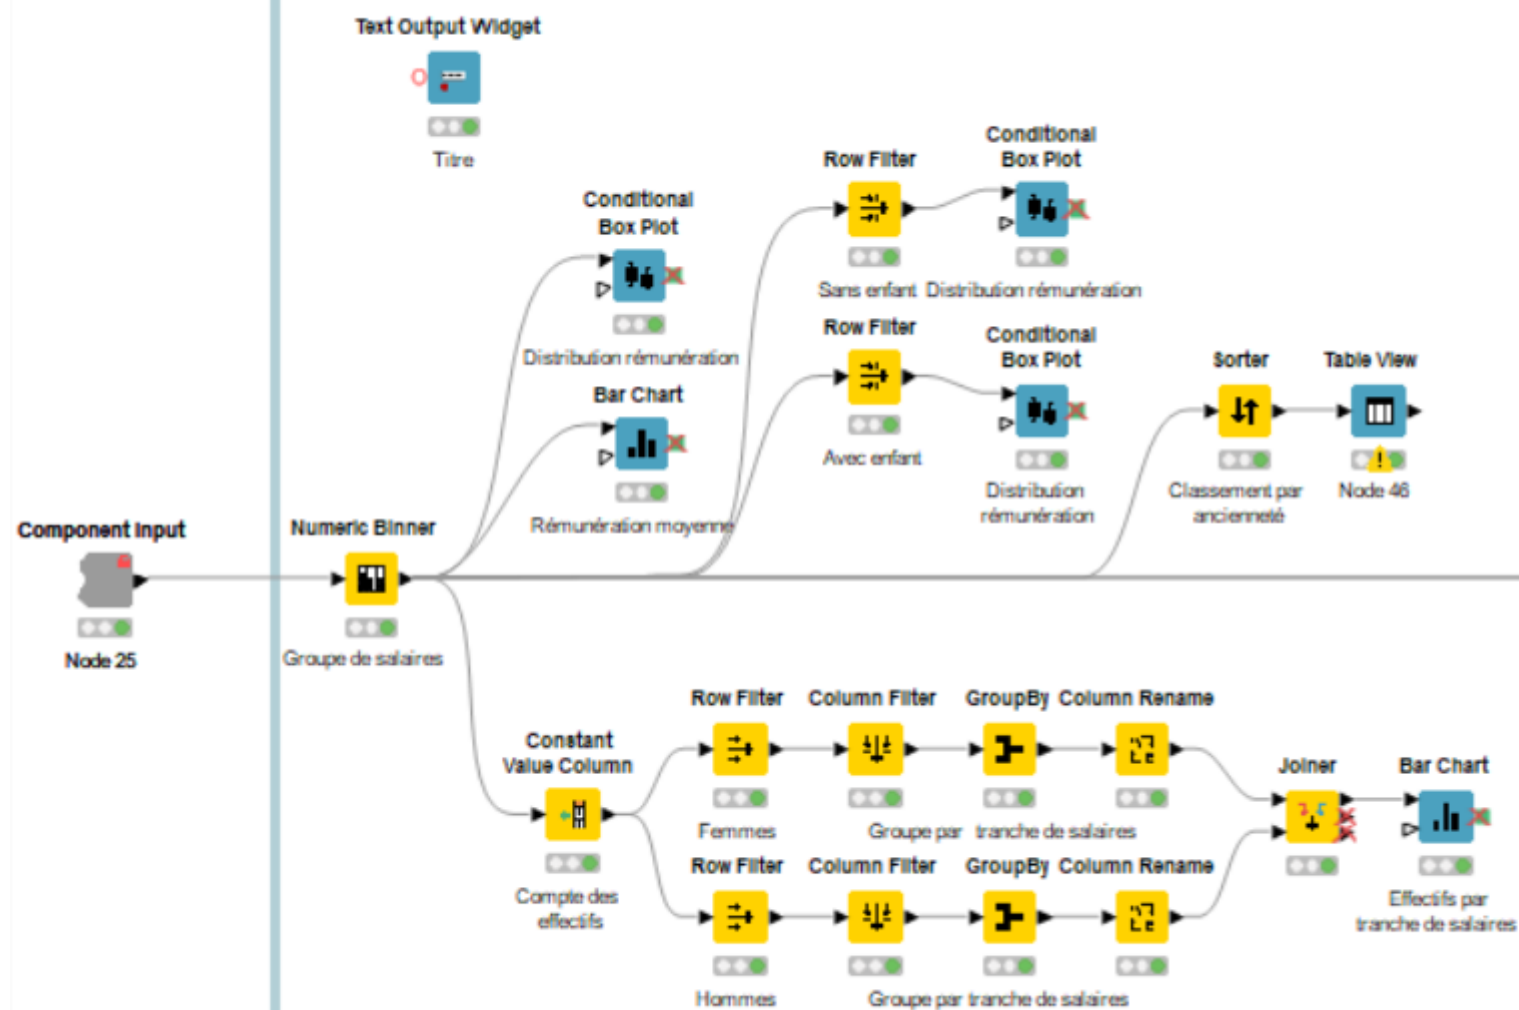 Text Output Widget
Titre
Conditional
Box Plot
Distribution rémunération
Bar Chart
Rémunération moyenne
Row Filter
Sans enfant
Conditional
Box Plot
Distribution rémunération
Row Filter
Avec enfant
Conditional
Box Plot
Distribution
rémunération
Sorter
Classement par
ancienneté
Table View
Node 46
Component Input
Node 25
Numeric Binner
Groupe de salaires
Constant
Value Column
Compte des
effectifs
Row Filter
Column Filter
GroupBy
Column Rename
Femmes
Groupe par tranche de salaires
Row Filter
Column Filter
GroupBy
Column Rename
Hommes
Groupe par tranche de salaires
Joiner
Bar Chart
Effectifs par
tranche de salaires